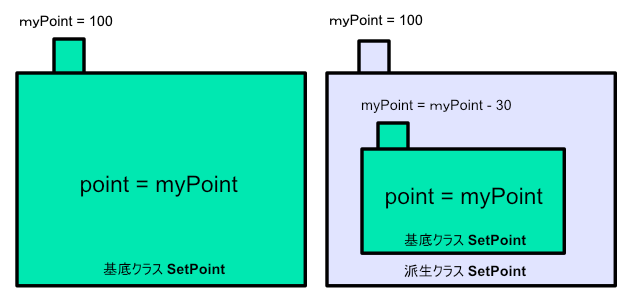 myPoint = 100
point = myPoint
基底クラス SetPoint
myPoint = 100
myPoint = myPoint - 30
point = myPoint
基底クラス SetPoint
派生クラス SetPoint